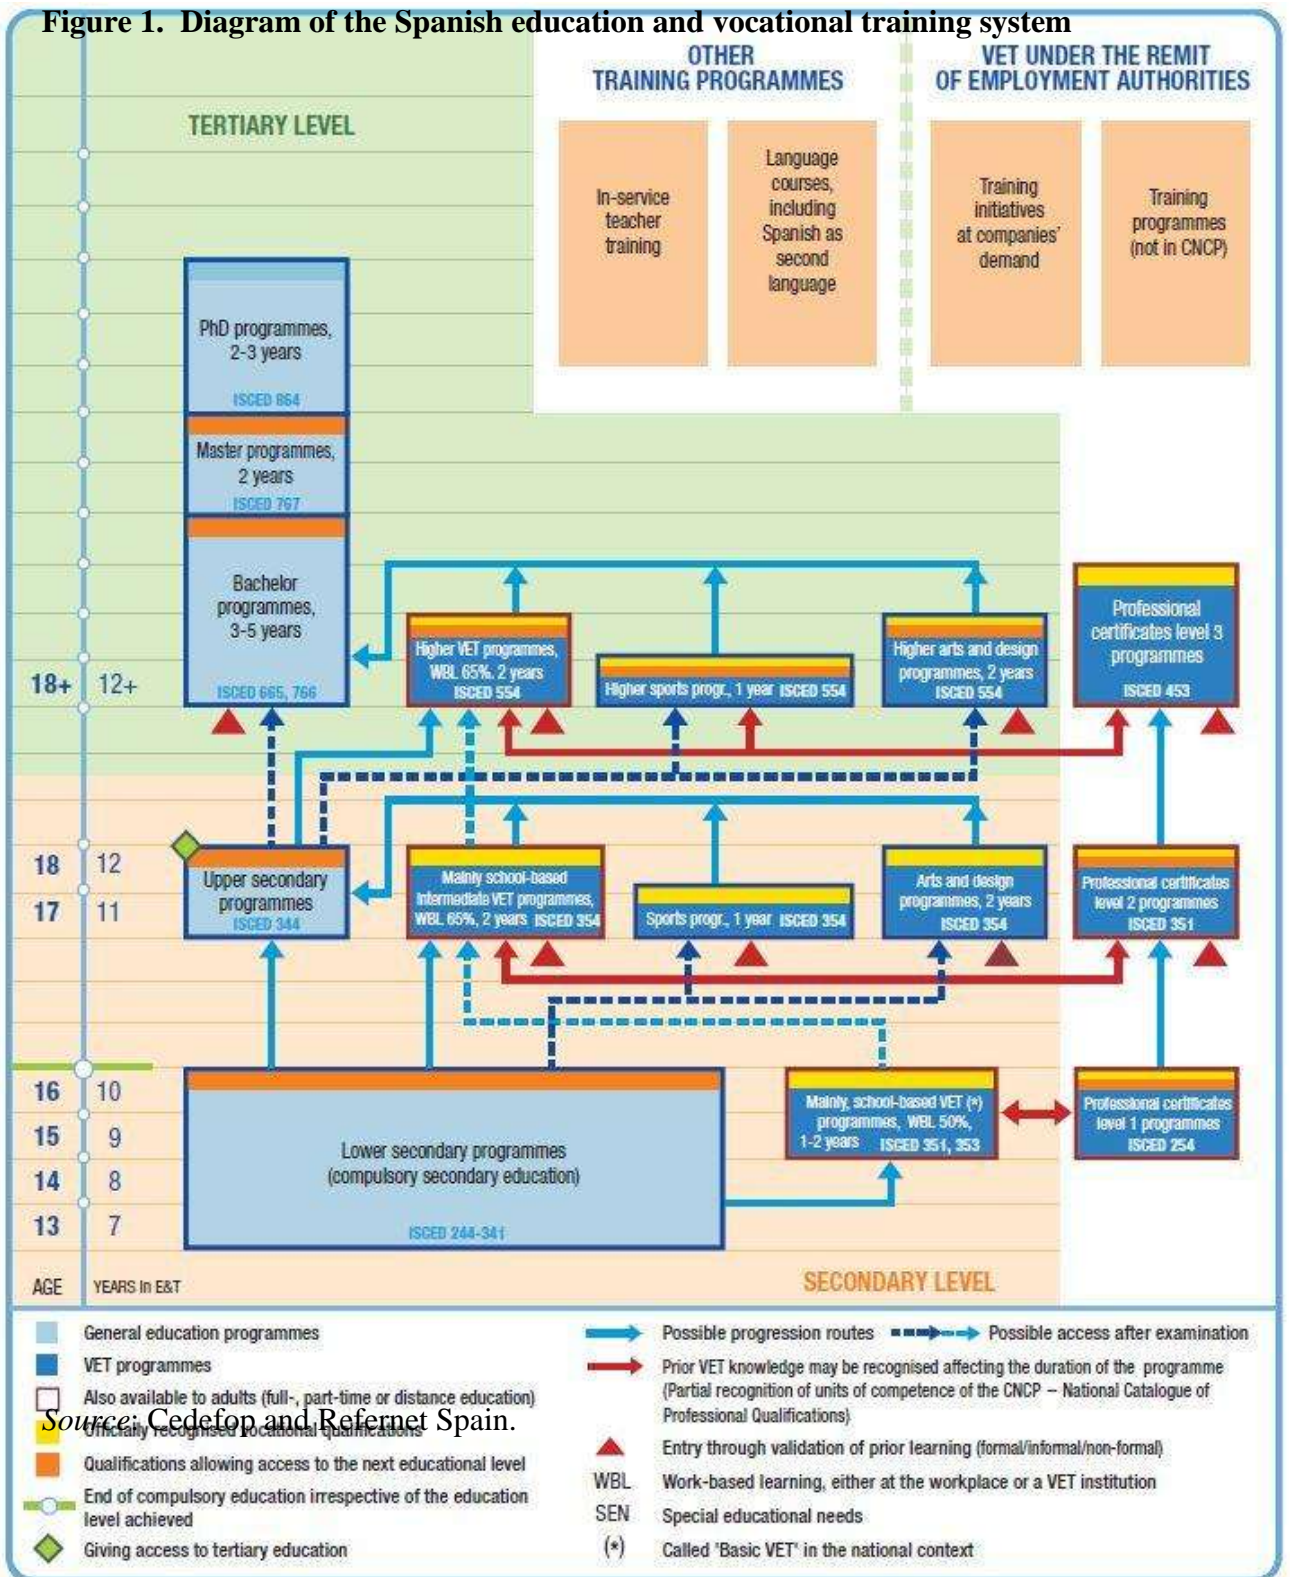 Figure 1. Diagram of the Spanish education and vocational training system
OTHER
TRAINING PROGRAMMES
VET UNDER THE REMIT
OF EMPLOYMENT AUTHORITIES
TERTIARY LEVEL
In-service
teacher
training
Language
courses,
including
Spanish as
second
language
Training
initiatives
at companies'
demand
Training
programmes
(not in CNCP)
PhD programmes,
2-3 years
ISCED 864
Master programmes,
2 years
ISCED 767
Bachelor
programmes,
3-5 years
ISCED 665, 766
Higher VET programmes,
WBL 65%. 2 years
ISCED 554
Higher sports progr., 1 year ISCED 554
Higher arts and design
programmes, 2 years
ISCED 554
Professional
certificates level 3
programmes
ISCED 453
18+ 12+
18 12
17 11
Upper secondary
programmes
ISCED 344
Mainly school-based
Intermediate VET programmes,
WBL 65%, 2 years ISCED 354
Sports progr., 1 year ISCED 354
Arts and design
programmes, 2 years
ISCED 354
Professional certificates
level 2 programmes
ISCED 351
16 10
15 9
14 8
13 7
Lower secondary programmes
(compulsory secondary education)
ISCED 244-341
Mainly, school-based VET (*)
programmes, WBL 50%,
1-2 years ISCED 351, 353
Professional certificates
level 1 programmes
ISCED 254
AGE YEARS in E&T
SECONDARY LEVEL
General education programmes
VET programmes
Also available to adults (full-, part-time or distance education)
Source: Cedefop and Refernet Spain.
Officially recognised vocational qualifications
Qualifications allowing access to the next educational level
End of compulsory education irrespective of the education
level achieved
Giving access to tertiary education
Possible progression routes
Possible access after examination
Prior VET knowledge may be recognised affecting the duration of the programme
(Partial recognition of units of competence of the CNCP – National Catalogue of
Professional Qualifications)
Entry through validation of prior learning (formal/informal/non-formal)
WBL Work-based learning, either at the workplace or a VET institution
SEN Special educational needs
(*) Called 'Basic VET' in the national context